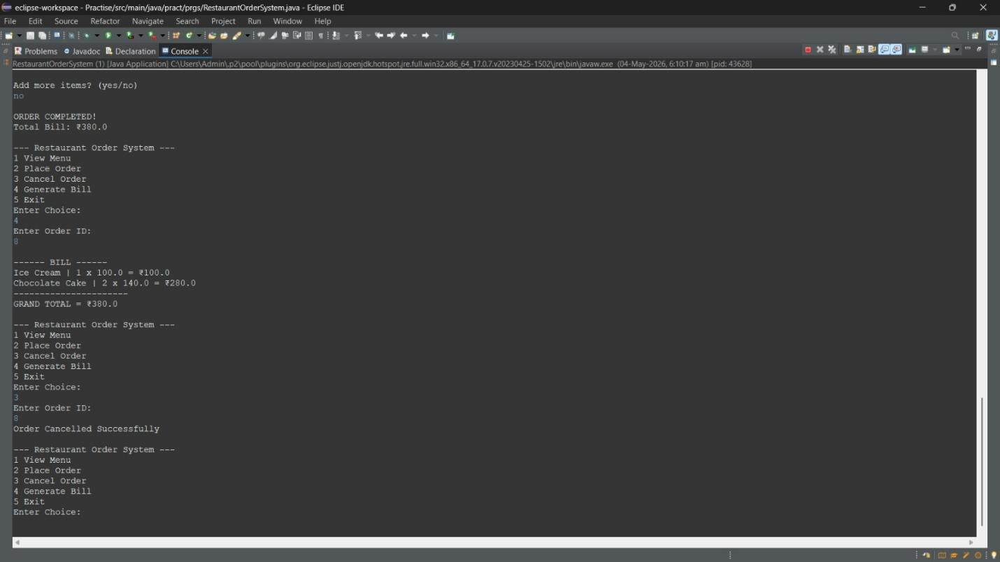 eclipse-workspace - Practise/src/main/java/pract/prgs/RestaurantOrderSystem.java - Eclipse IDE
File Edit Source Refactor Navigate Search Project Run Window Help
Problems Javadoc Declaration Console
RestaurantOrderSystem (1) [Java Application] C:\Users\Admin\.p2\pool\plugins\org.eclipse.justj.openjdk.hotspot.jre.full.win32.x86_64_17.0.7.v20230425-1502\jre\bin\javaw.exe (04-May-2026, 6:10:17 am) [pid: 43628]
Add more items? (yes/no)
no
ORDER COMPLETED!
Total Bill: ₹380.0
--- Restaurant Order System ---
1 View Menu
2 Place Order
3 Cancel Order
4 Generate Bill
5 Exit
Enter Choice:
4
Enter Order ID:
8
------ BILL ------
Ice Cream | 1 x 100.0 = ₹100.0
Chocolate Cake | 2 x 140.0 = ₹280.0
----------------------
GRAND TOTAL = ₹380.0
--- Restaurant Order System ---
1 View Menu
2 Place Order
3 Cancel Order
4 Generate Bill
5 Exit
Enter Choice:
3
Enter Order ID:
8
Order Cancelled Successfully
--- Restaurant Order System ---
1 View Menu
2 Place Order
3 Cancel Order
4 Generate Bill
5 Exit
Enter Choice: